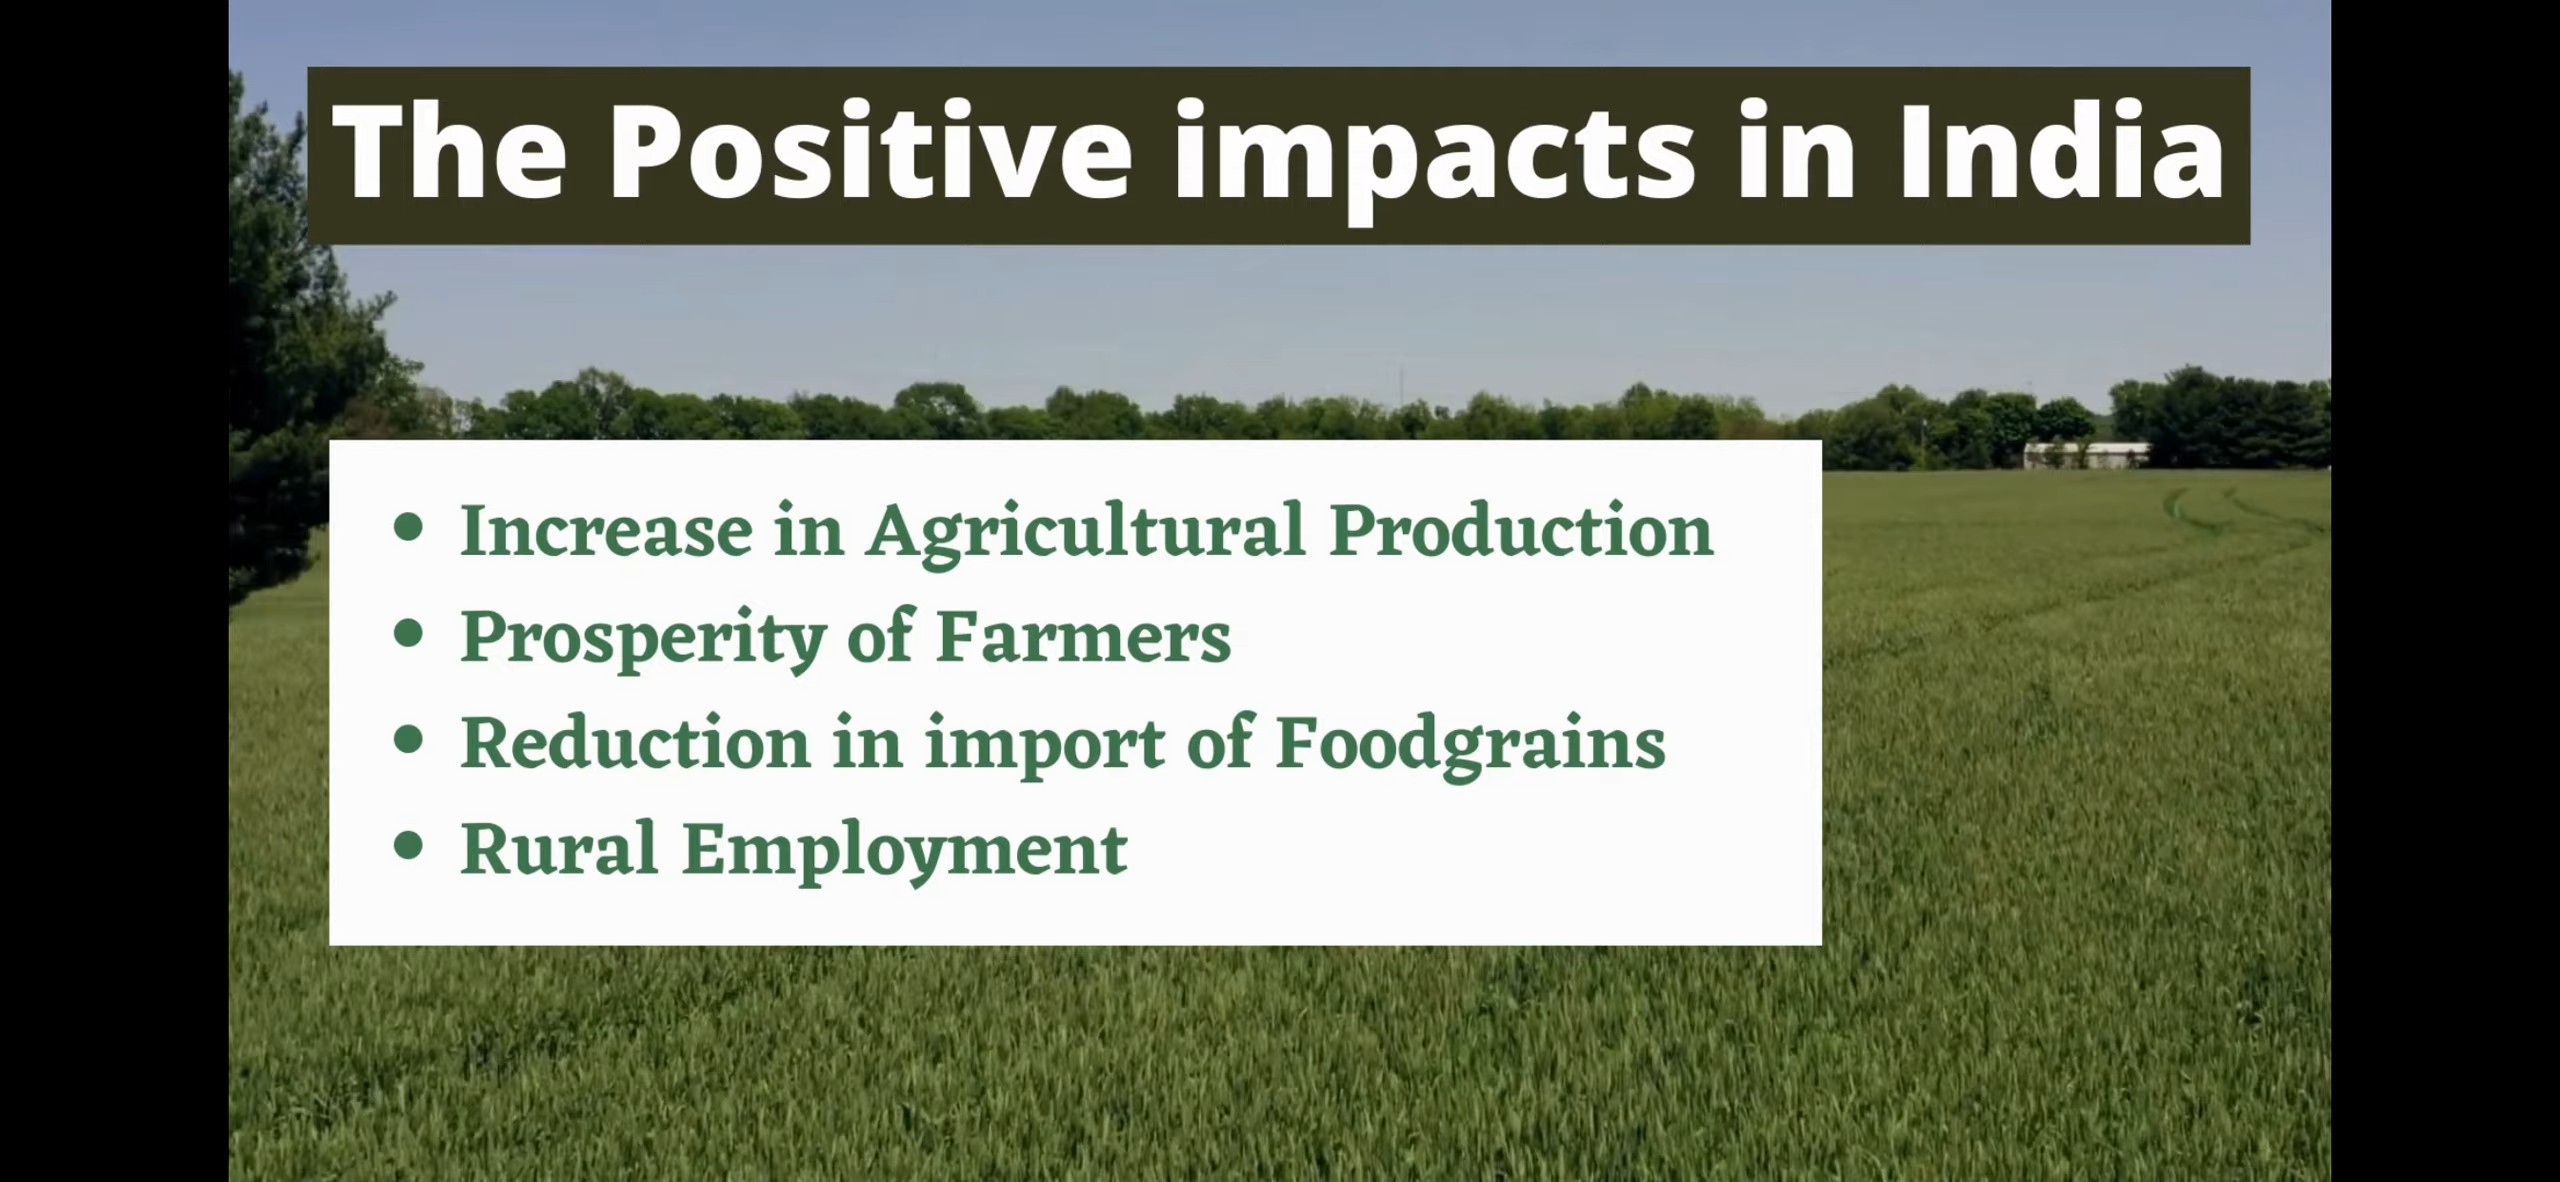 The Positive impacts in India
• Increase in Agricultural Production
• Prosperity of Farmers
• Reduction in import of Foodgrains
• Rural Employment